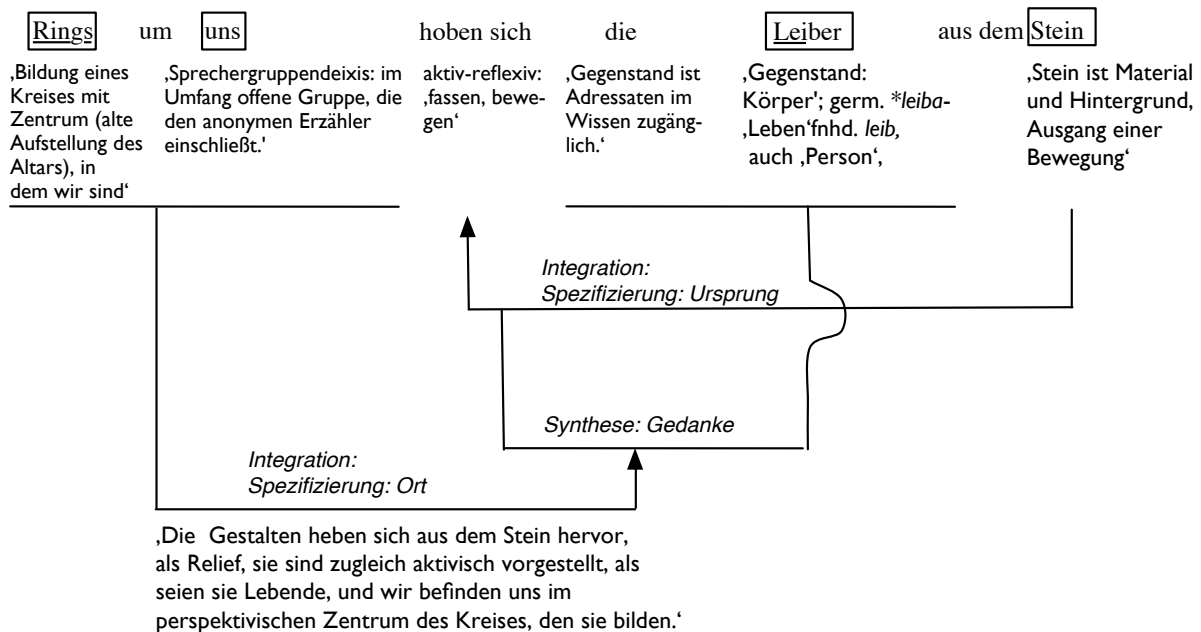 Rings um uns hoben sich die Leiber aus dem Stein
‚Bildung eines
Kreises mit
Zentrum (alte
Aufstellung des
Altars), in
dem wir sind‘
‚Sprechergruppendeixis: im
Umfang offene Gruppe, die
den anonymen Erzähler
einschließt.'
aktiv-reflexiv:
‚fassen, bewe-
gen‘
‚Gegenstand ist
Adressaten im
Wissen zugäng-
lich.‘
‚Gegenstand:
Körper'; germ. *leiba-
‚Leben‘fnhd. leib,
auch ‚Person‘,
‚Stein ist Material
und Hintergrund,
Ausgang einer
Bewegung‘
Integration:
Spezifizierung: Ursprung
Synthese: Gedanke
Integration:
Spezifizierung: Ort
‚Die Gestalten heben sich aus dem Stein hervor,
als Relief, sie sind zugleich aktivisch vorgestellt, als
seien sie Lebende, und wir befinden uns im
perspektivischen Zentrum des Kreises, den sie bilden.‘